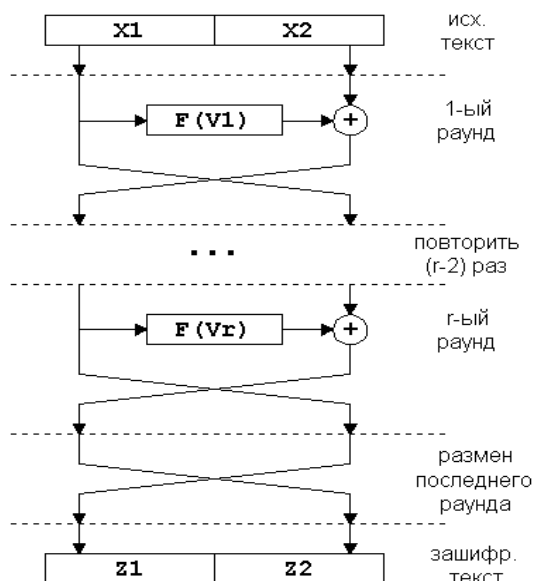 X1 X2 исх.
текст
F(V1) + 1-ый
раунд
... повторить
(r-2) раз
F(Vr) + r-ый
раунд
размен
последнего
раунда
Z1 Z2 зашифр.
текст